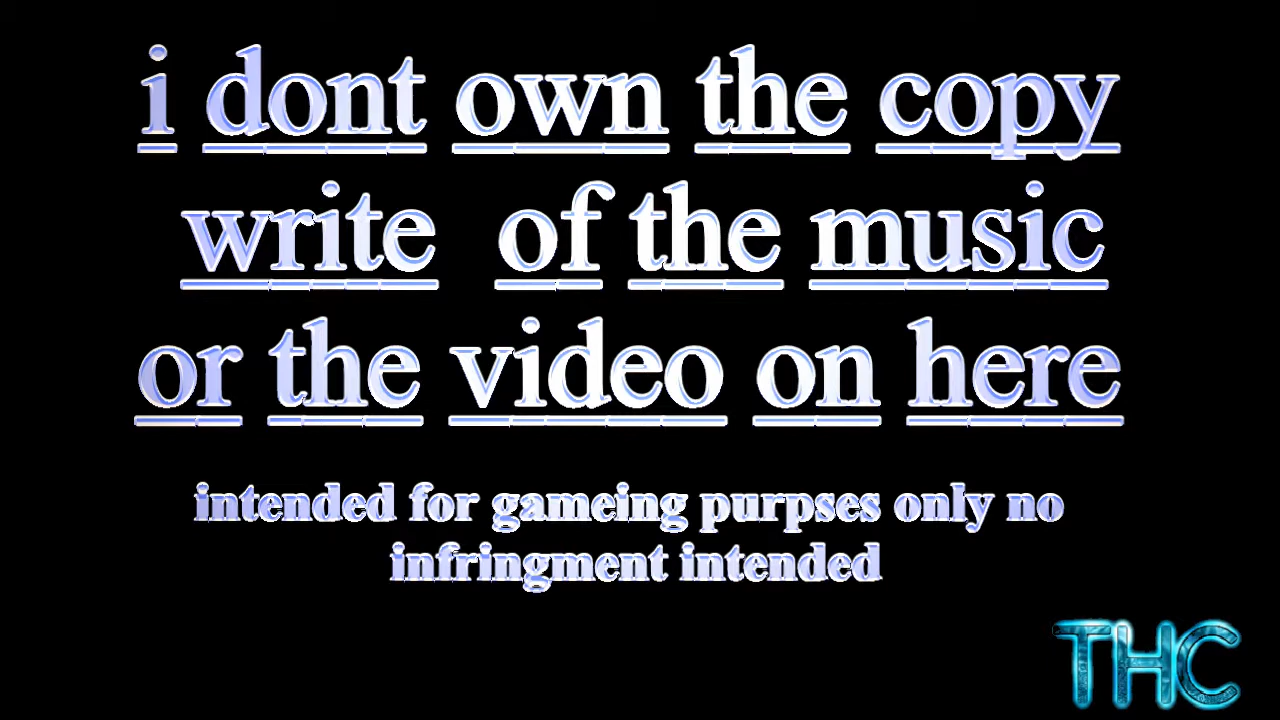 i dont own the copy
write of the music
or the video on here
intended for gameing purpses only no
infringment intended
THC